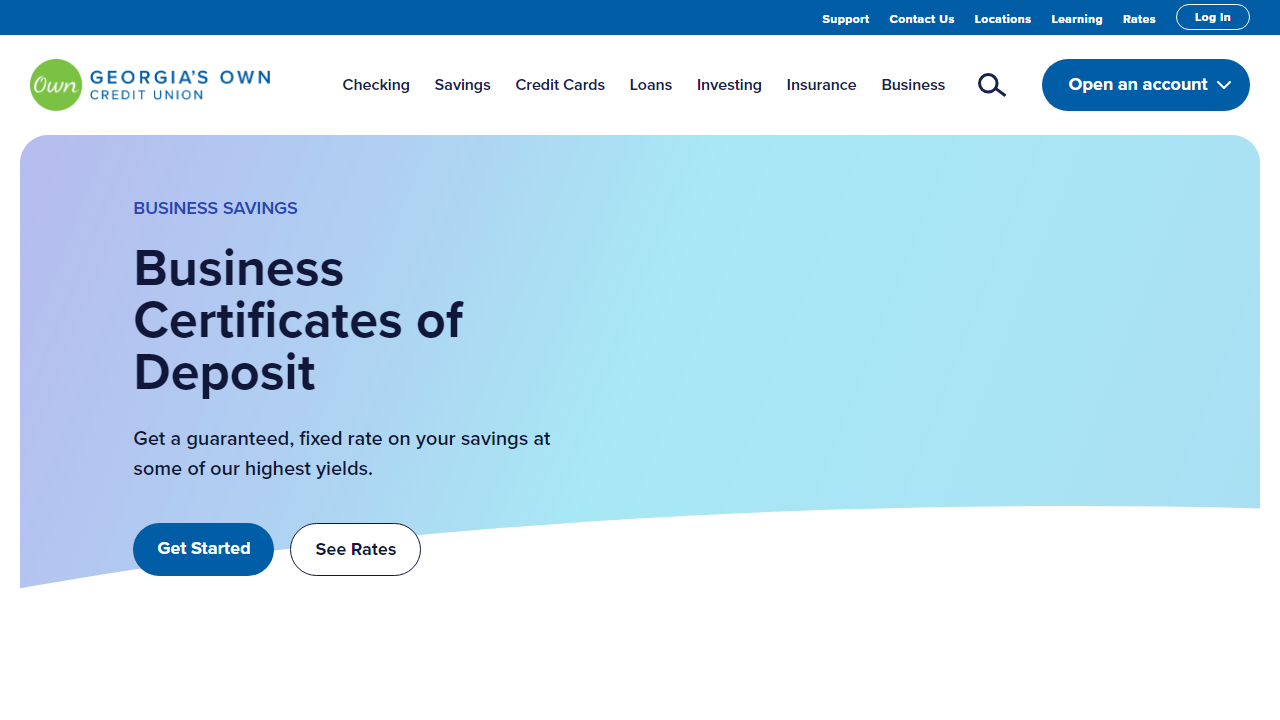 Support Contact Us Locations Learning Rates Log In
Own GEORGIA'S OWN
CREDIT UNION
Checking Savings Credit Cards Loans Investing Insurance Business Open an account
BUSINESS SAVINGS
Business
Certificates of
Deposit
Get a guaranteed, fixed rate on your savings at
some of our highest yields.
Get Started See Rates